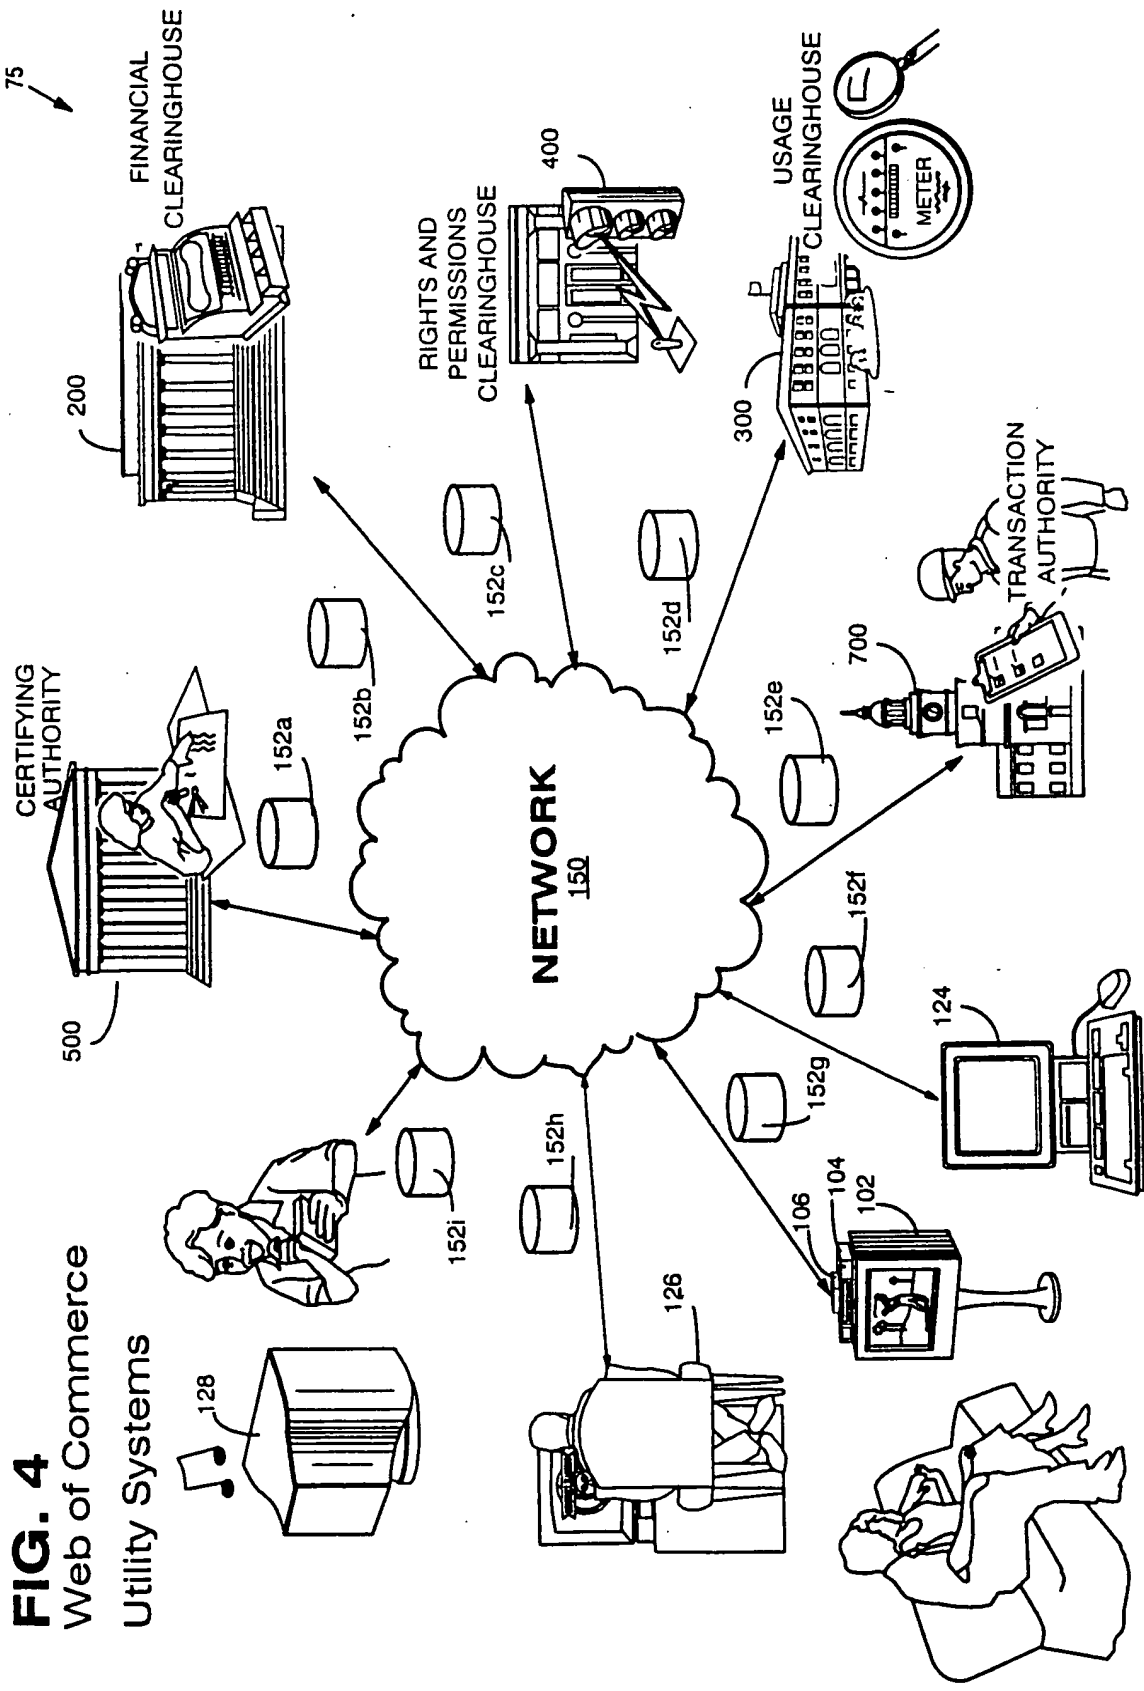 FIG. 4
Web of Commerce
Utility Systems
75
CERTIFYING
AUTHORITY
500
FINANCIAL
CLEARINGHOUSE
200
RIGHTS AND
PERMISSIONS
CLEARINGHOUSE
400
USAGE
CLEARINGHOUSE
METER
300
TRANSACTION
AUTHORITY
700
NETWORK
150
152a
152b
152c
152d
152e
152f
152g
152h
152i
128
126
106
104
102
124